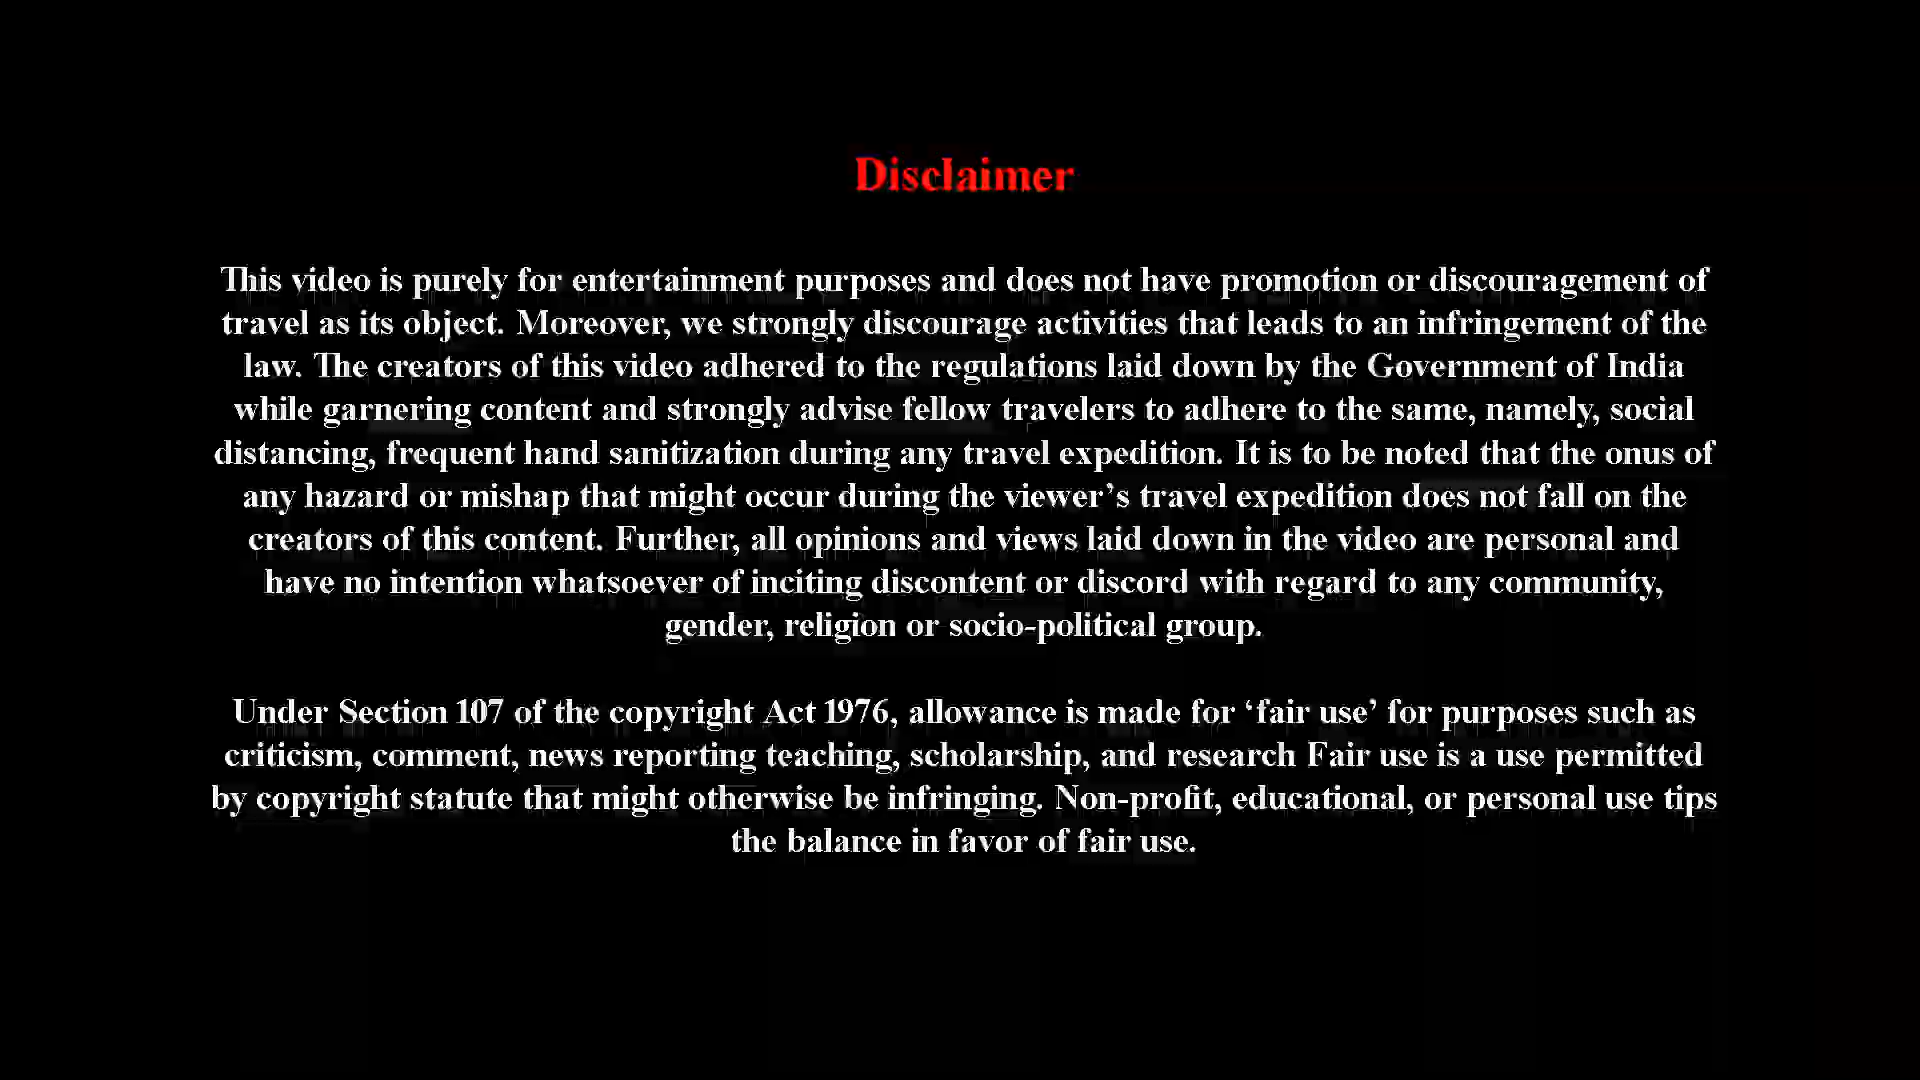 Disclaimer
This video is purely for entertainment purposes and does not have promotion or discouragement of
travel as its object. Moreover, we strongly discourage activities that leads to an infringement of the
law. The creators of this video adhered to the regulations laid down by the Government of India
while garnering content and strongly advise fellow travelers to adhere to the same, namely, social
distancing, frequent hand sanitization during any travel expedition. It is to be noted that the onus of
any hazard or mishap that might occur during the viewer’s travel expedition does not fall on the
creators of this content. Further, all opinions and views laid down in the video are personal and
have no intention whatsoever of inciting discontent or discord with regard to any community,
gender, religion or socio-political group.
Under Section 107 of the copyright Act 1976, allowance is made for ‘fair use’ for purposes such as
criticism, comment, news reporting teaching, scholarship, and research Fair use is a use permitted
by copyright statute that might otherwise be infringing. Non-profit, educational, or personal use tips
the balance in favor of fair use.